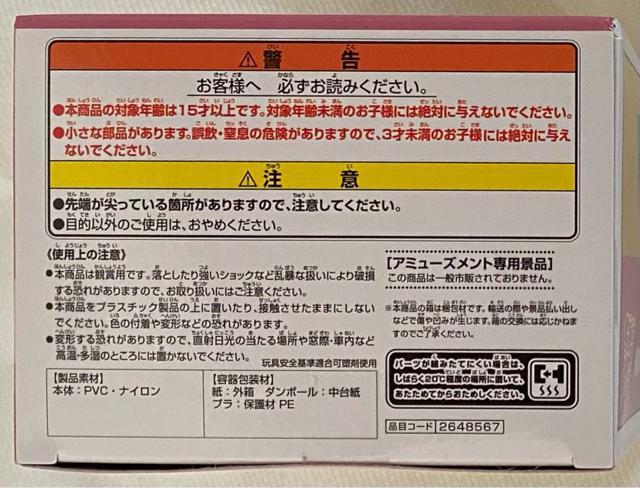 ⚠警告
お客様へ 必ずお読みください。
●本商品の対象年齢は15才以上です。対象年齢未満のお子様には絶対に与えないでください。
●小さな部品があります。誤飲・窒息の危険がありますので、3才未満のお子様には絶対に与え
ないでください。
⚠注意
●先端が尖っている箇所がありますので、注意してください。
●目的以外のご使用は、おやめください。
《使用上の注意》
●本商品は観賞用です。落としたり強いショックなど乱暴な扱いにより破損
する恐れがありますので、お取り扱いにはご注意ください。
●本商品をプラスチック製品の上に置いたり、接触させたままにしない
でください。色の付着や変形などの恐れがあります。
●変形する恐れがありますので、直射日光の当たる場所や窓際・車内など
高温・多湿のところには置かないでください。
玩具安全基準適合可塑剤使用
【製品素材】
本体:PVC・ナイロン
【容器包装材】
紙:外箱 ダンボール:中台紙
プラ:保護材 PE
【アミューズメント専用景品】
この商品は一般市販されておりません。
※本商品の箱は梱包材です。輸送の際や景品払い出し
などで傷や凹みが生じます。箱の交換には応じかねます
のでご了承ください。
パーツが組みたてにくい場合は、
しばらく20℃程度の場所に置いて、
あたためてからおためしください。
品目コード 2648567